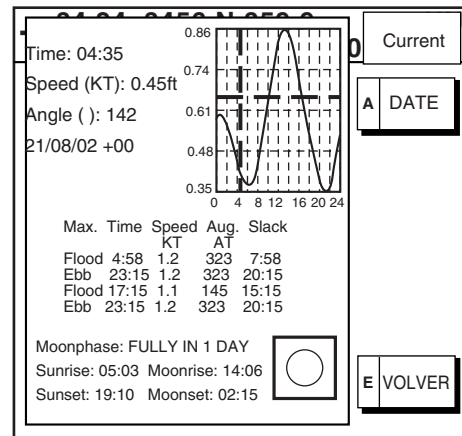 Current
Time: 04:35
Speed (KT): 0.45ft
Angle ( ): 142
21/08/02 +00
0.86
0.74
0.61
0.48
0.35
0 4 8 12 16 20 24
A DATE
Max. Time Speed Aug. Slack
KT AT
Flood 4:58 1.2 323 7:58
Ebb 23:15 1.2 323 20:15
Flood 17:15 1.1 145 15:15
Ebb 23:15 1.2 323 20:15
Moonphase: FULLY IN 1 DAY
Sunrise: 05:03 Moonrise: 14:06
Sunset: 19:10 Moonset: 02:15
E VOLVER